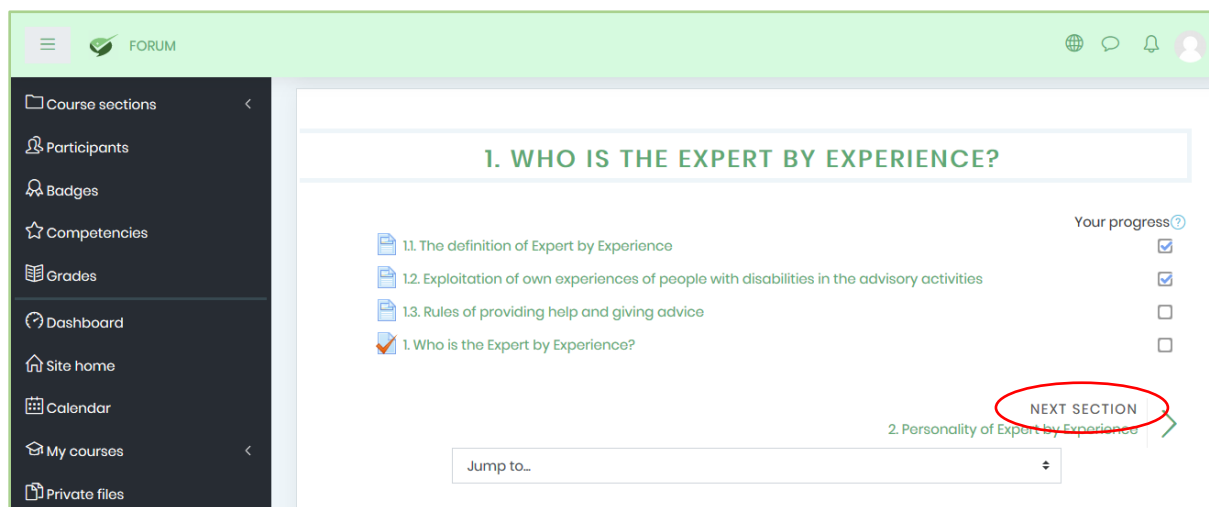 FORUM
Course sections
Participants
Badges
Competencies
Grades
Dashboard
Site home
Calendar
My courses
Private files
1. WHO IS THE EXPERT BY EXPERIENCE?
Your progress
1.1. The definition of Expert by Experience
1.2. Exploitation of own experiences of people with disabilities in the advisory activities
1.3. Rules of providing help and giving advice
1. Who is the Expert by Experience?
NEXT SECTION
2. Personality of Expert by Experience
Jump to...